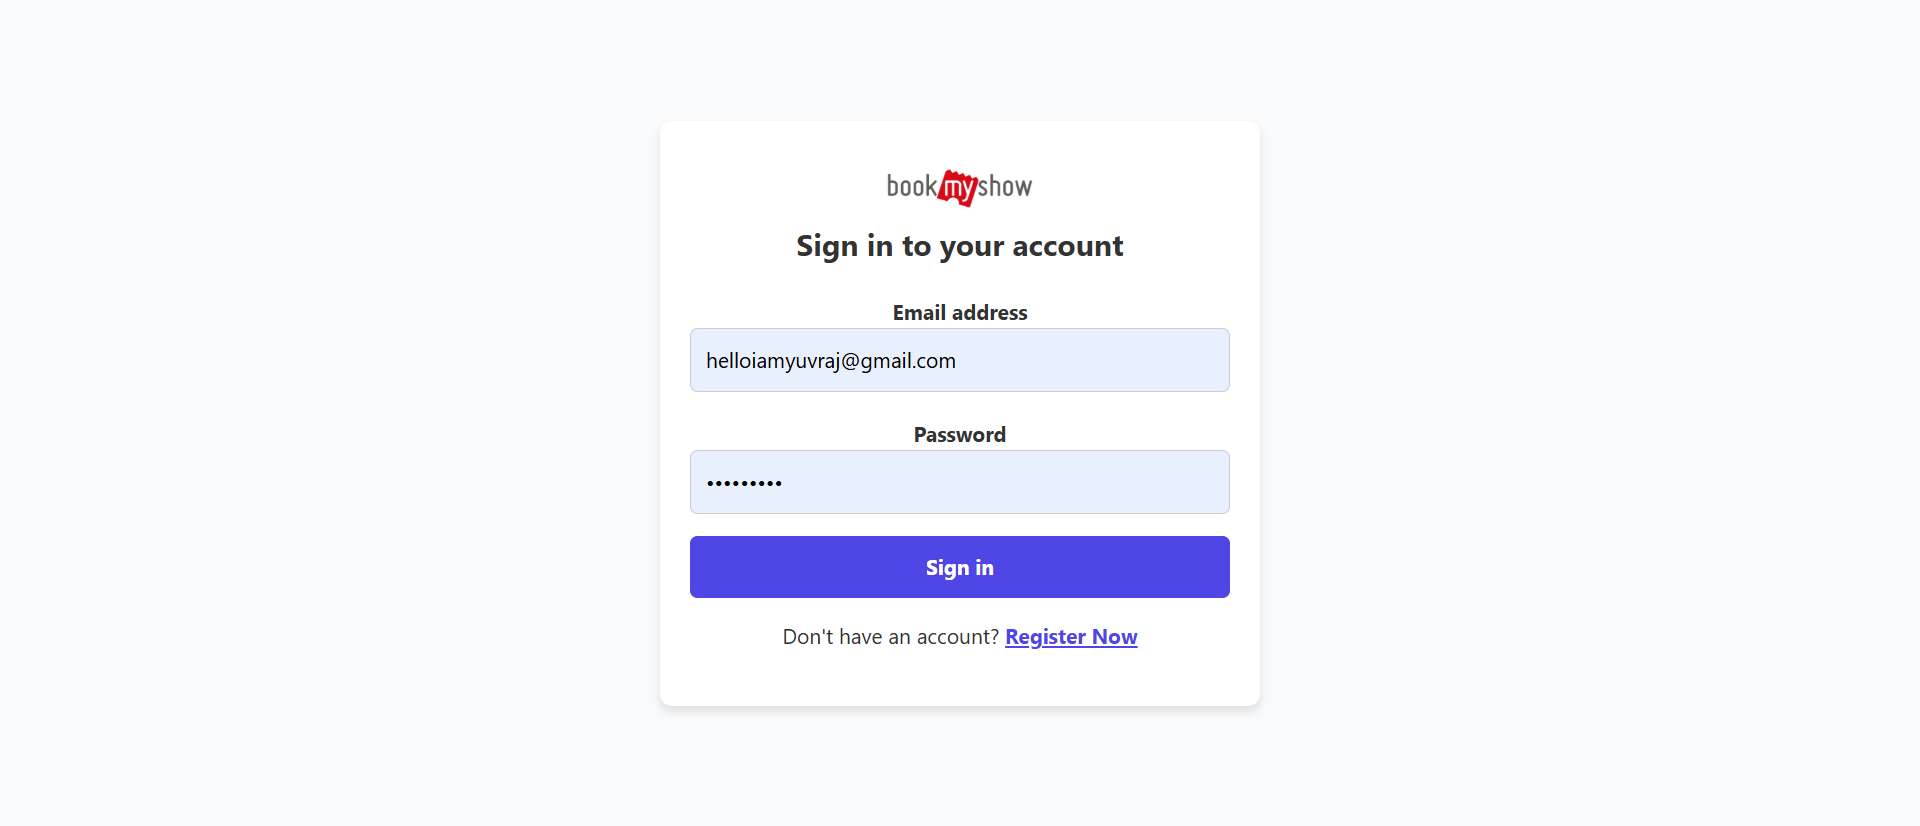 bookmyshow
Sign in to your account
Email address
helloiamyuvraj@gmail.com
Password
•••••••••
Sign in
Don't have an account? Register Now